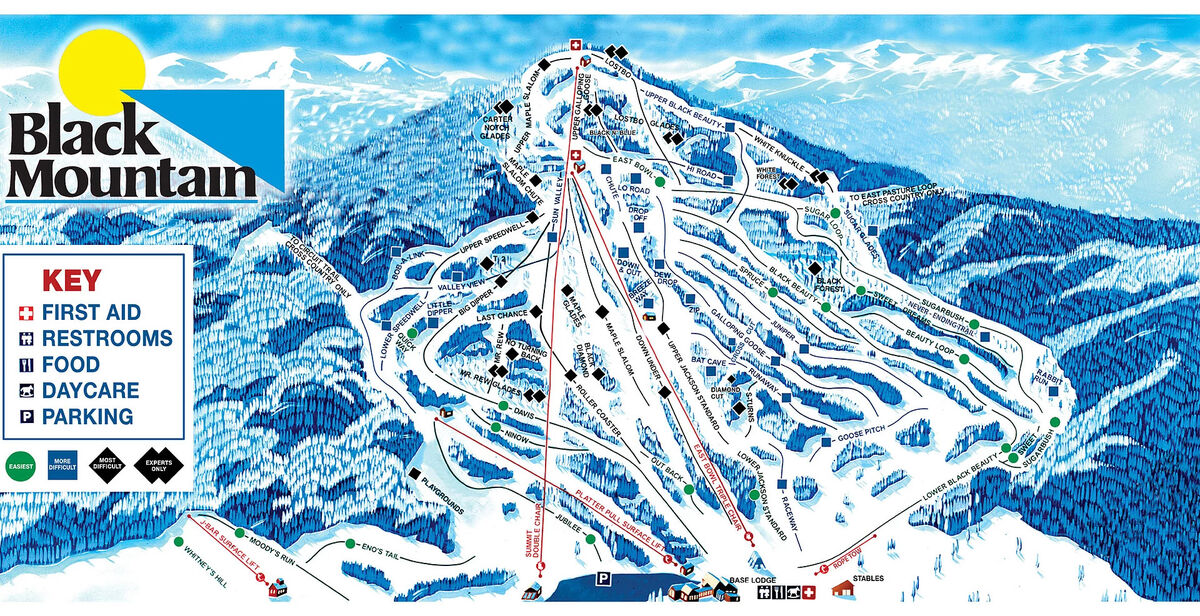 Black
Mountain
KEY
FIRST AID
RESTROOMS
FOOD
DAYCARE
P PARKING
EASIEST
MORE
DIFFICULT
MOST
DIFFICULT
EXPERTS
ONLY
LOSTBO
UPPER MAPLE SLALOM
UPPER GALLOPING
GOOSE
UPPER BLACK BEAUTY
CARTER
NOTCH
GLADES
LOSTBO GLADES
BLACK N' BLUE
WHITE KNUCKLE
EAST BOWL
HI ROAD
WHITE
FOREST
TO EAST PASTURE LOOP
CROSS COUNTRY ONLY
MAPLE
SLALOM CHUTE
CHUTE
LO ROAD
SUN VALLEY
DROP
OFF
SUGAR LOOP
SUGAR GLADES
UPPER SPEEDWELL
TO CIRCUIT TRAIL
CROSS COUNTRY ONLY
BOB-A-LINK
VALLEY VIEW
DOWN
& OUT
DEW
DROP
BREEZE
WAY
ZIP
SPRUCE
BLACK BEAUTY
BLACK
FOREST
SWEET
DREAMS
SUGARBUSH
NEVER-ENDING TRAIL
BIG DIPPER
LITTLE
DIPPER
LOWER SPEEDWELL
QUICK
WAY
LAST CHANCE
MAPLE
GLADES
MAPLE SLALOM
DOWN UNDER
UPPER JACKSON STANDARD
GALLOPING GOOSE
JUNIPER
BEAUTY LOOP
RABBIT
RUN
MR. REW
NO TURNING
BACK
MR. REW GLADES
BLACK
DIAMOND
ROLLER COASTER
BAT CAVE
RUNAWAY
DIAMOND
CUT
S-TURNS
GOOSE PITCH
DAVIS
NINOW
OUT BACK
EAST BOWL TRIPLE CHAIR
LOWER JACKSON STANDARD
RACEWAY
LOWER BLACK BEAUTY
SWEET
SUGARBUSH
PLAYGROUNDS
PLATTER PULL SURFACE LIFT
SUMMIT
DOUBLE CHAIR
JUBILEE
J-BAR SURFACE LIFT
MOODY'S RUN
ENO'S TAIL
WHITNEY'S HILL
ROPE TOW
P
BASE LODGE
STABLES